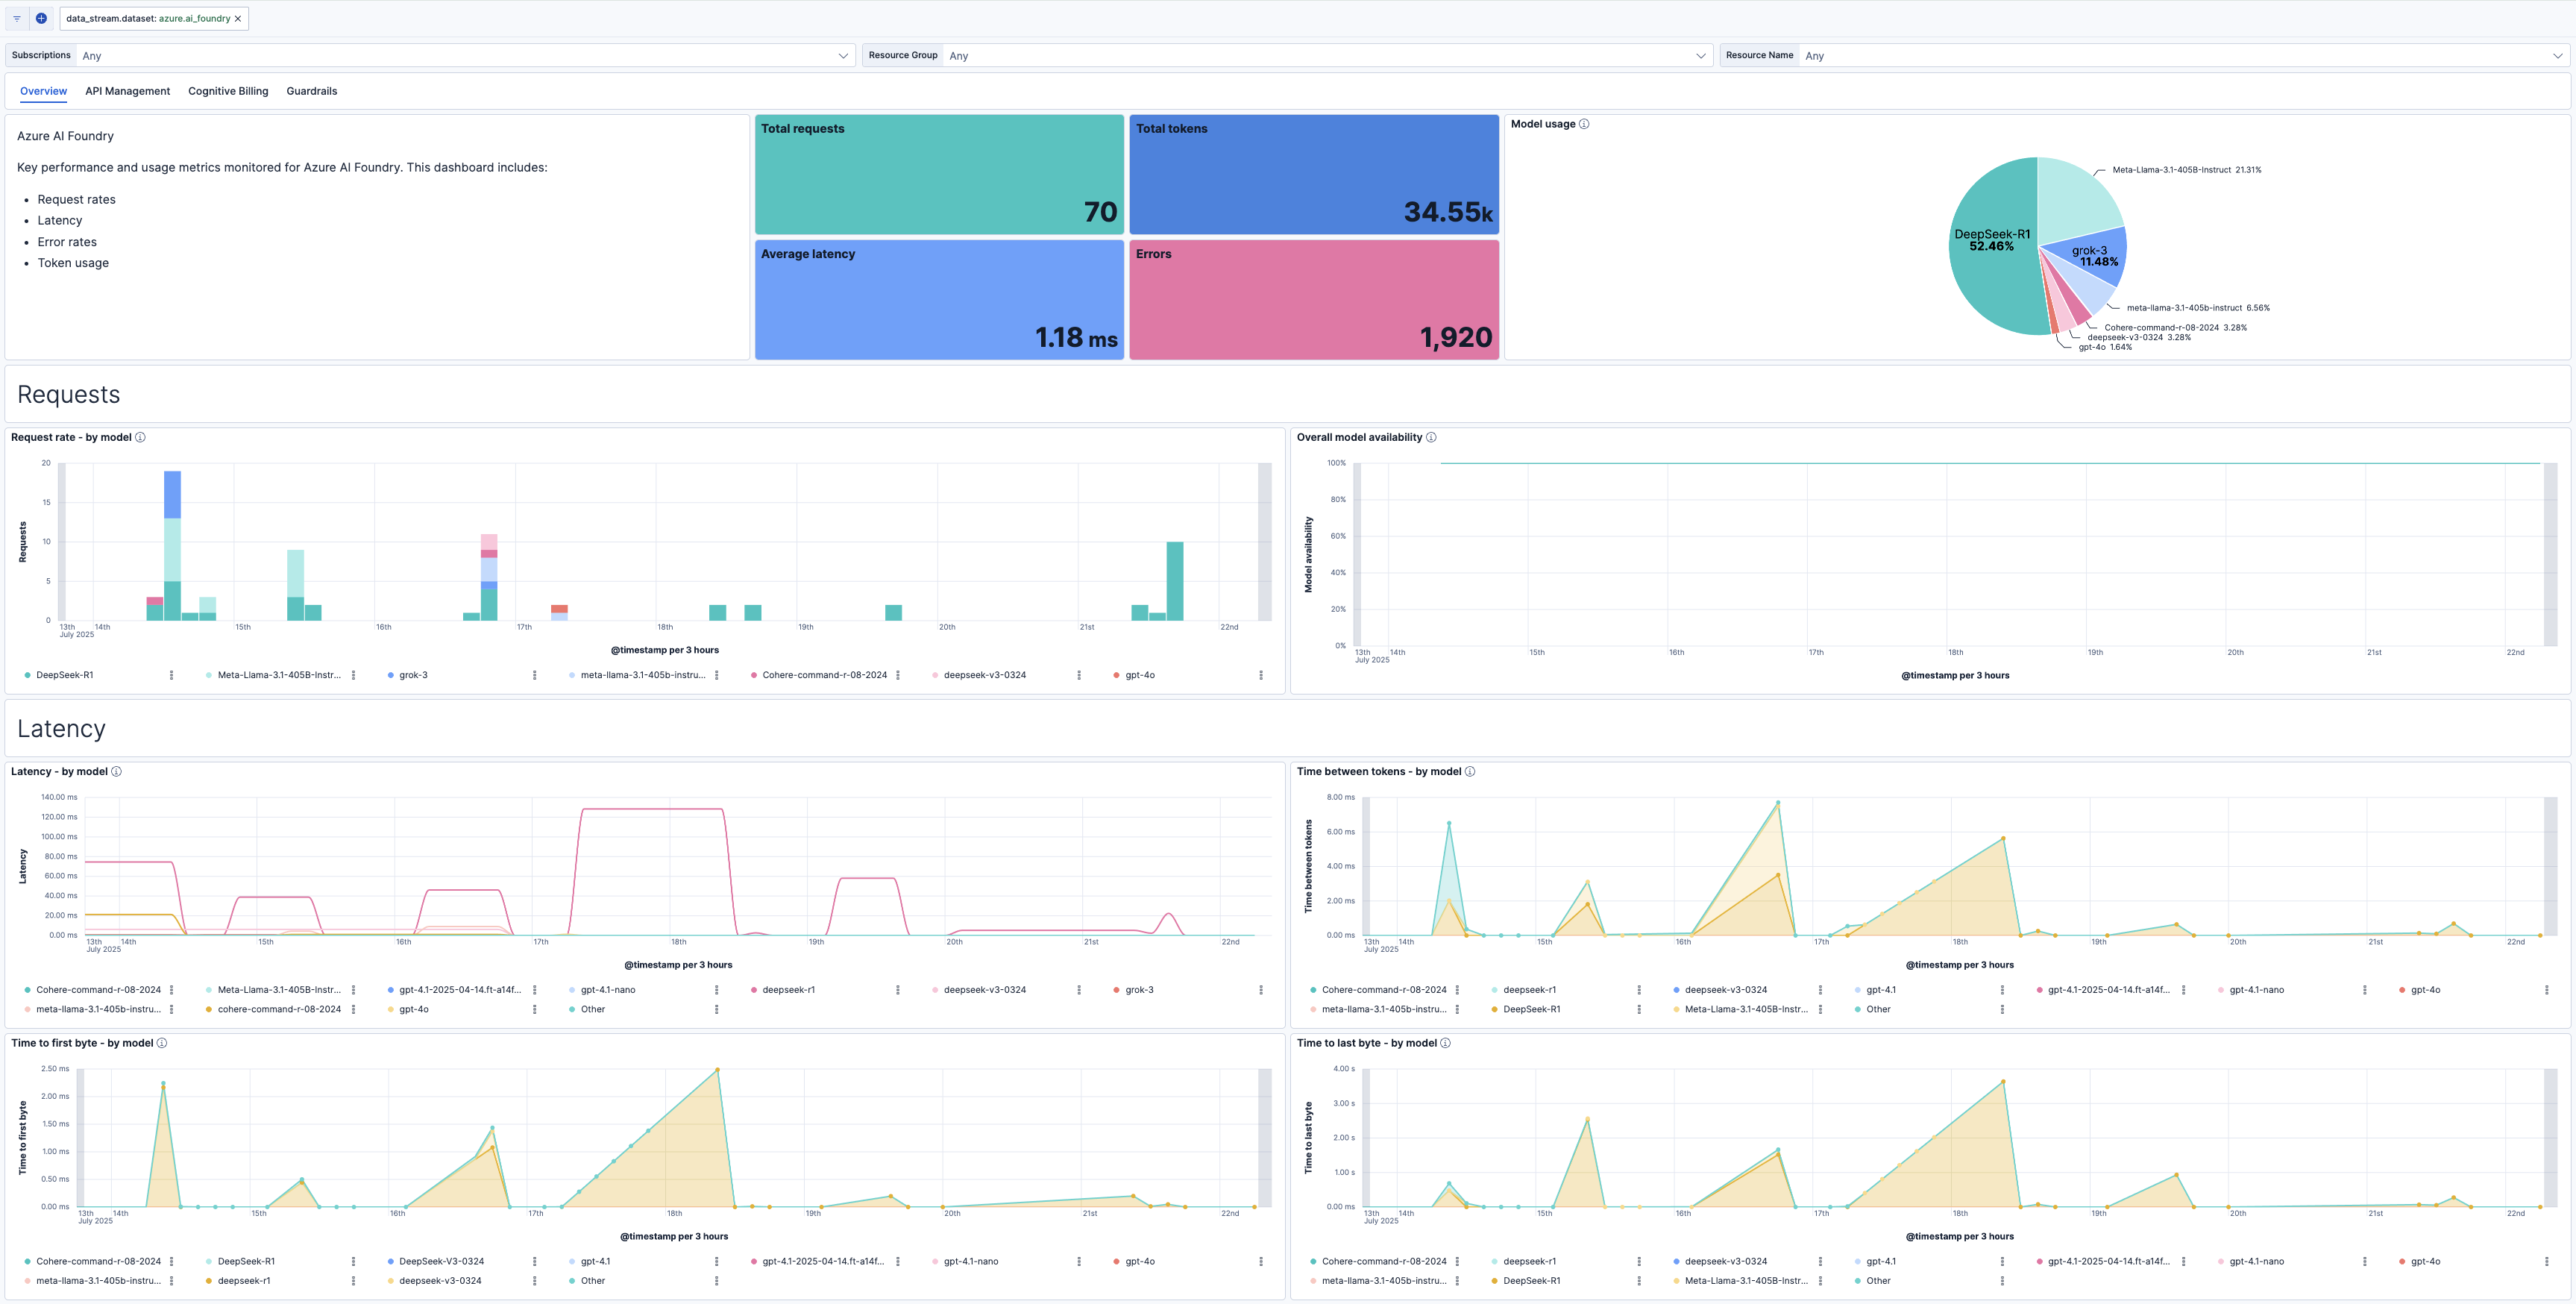 data_stream.dataset: azure.ai_foundry ×
Subscriptions Any
Resource Group Any
Resource Name Any
Overview API Management Cognitive Billing Guardrails
Azure AI Foundry
Key performance and usage metrics monitored for Azure AI Foundry. This dashboard includes:
• Request rates
• Latency
• Error rates
• Token usage
Total requests
70
Total tokens
34.55k
Average latency
1.18 ms
Errors
1,920
Model usage
Meta-Llama-3.1-405B-Instruct 21.31%
DeepSeek-R1
52.46%
grok-3
11.48%
meta-llama-3.1-405b-instruct 6.56%
Cohere-command-r-08-2024 3.28%
deepseek-v3-0324 3.28%
gpt-4o 1.64%
Requests
Request rate - by model
Requests
20
15
10
5
0
13th 14th 15th 16th 17th 18th 19th 20th 21st 22nd
July 2025
@timestamp per 3 hours
DeepSeek-R1 Meta-Llama-3.1-405B-Instr... grok-3 meta-llama-3.1-405b-instru... Cohere-command-r-08-2024 deepseek-v3-0324 gpt-4o
Overall model availability
Model availability
100%
80%
60%
40%
20%
0%
13th 14th 15th 16th 17th 18th 19th 20th 21st 22nd
July 2025
@timestamp per 3 hours
Latency
Latency - by model
Latency
140.00 ms
120.00 ms
100.00 ms
80.00 ms
60.00 ms
40.00 ms
20.00 ms
0.00 ms
13th 14th 15th 16th 17th 18th 19th 20th 21st 22nd
July 2025
@timestamp per 3 hours
Cohere-command-r-08-2024 Meta-Llama-3.1-405B-Instr... gpt-4.1-2025-04-14.ft-a14f... gpt-4.1-nano deepseek-r1 deepseek-v3-0324 grok-3
meta-llama-3.1-405b-instru... cohere-command-r-08-2024 gpt-4o Other
Time between tokens - by model
Time between tokens
8.00 ms
6.00 ms
4.00 ms
2.00 ms
0.00 ms
13th 14th 15th 16th 17th 18th 19th 20th 21st 22nd
July 2025
@timestamp per 3 hours
Cohere-command-r-08-2024 deepseek-r1 deepseek-v3-0324 gpt-4.1 gpt-4.1-2025-04-14.ft-a14f... gpt-4.1-nano gpt-4o
meta-llama-3.1-405b-instru... DeepSeek-R1 Meta-Llama-3.1-405B-Instr... Other
Time to first byte - by model
Time to first byte
2.50 ms
2.00 ms
1.50 ms
1.00 ms
0.50 ms
0.00 ms
13th 14th 15th 16th 17th 18th 19th 20th 21st 22nd
July 2025
@timestamp per 3 hours
Cohere-command-r-08-2024 DeepSeek-R1 DeepSeek-V3-0324 gpt-4.1 gpt-4.1-2025-04-14.ft-a14f... gpt-4.1-nano gpt-4o
meta-llama-3.1-405b-instru... deepseek-r1 deepseek-v3-0324 Other
Time to last byte - by model
Time to last byte
4.00 s
3.00 s
2.00 s
1.00 s
0.00 ms
13th 14th 15th 16th 17th 18th 19th 20th 21st 22nd
July 2025
@timestamp per 3 hours
Cohere-command-r-08-2024 deepseek-r1 deepseek-v3-0324 gpt-4.1 gpt-4.1-2025-04-14.ft-a14f... gpt-4.1-nano gpt-4o
meta-llama-3.1-405b-instru... DeepSeek-R1 Meta-Llama-3.1-405B-Instr... Other